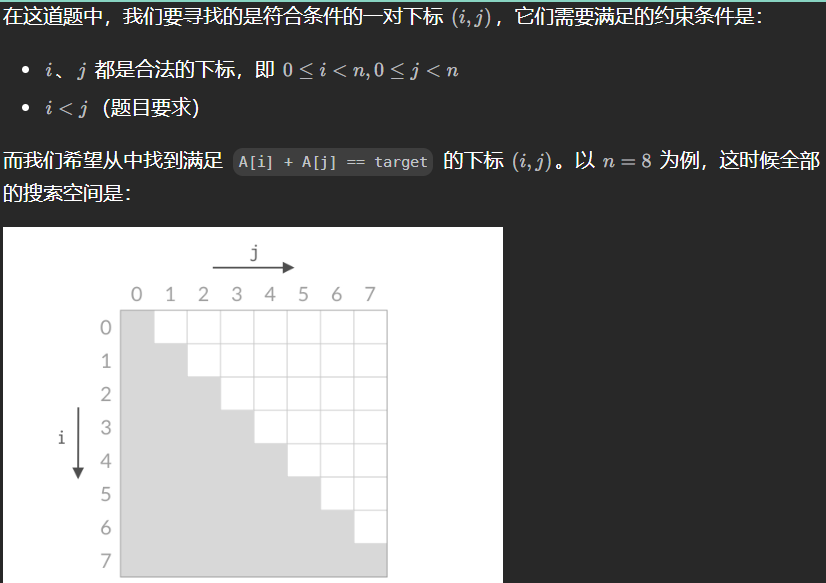 在这道题中，我们要寻找的是符合条件的一对下标 (i, j)，它们需要满足的约束条件是：
• i、j 都是合法的下标，即 0 ≤ i < n, 0 ≤ j < n
• i < j（题目要求）
而我们希望从中找到满足 A[i] + A[j] == target 的下标 (i, j)。以 n = 8 为例，这时候全部
的搜索空间是：
j
0 1 2 3 4 5 6 7
0
1
2
3
i
4
5
6
7